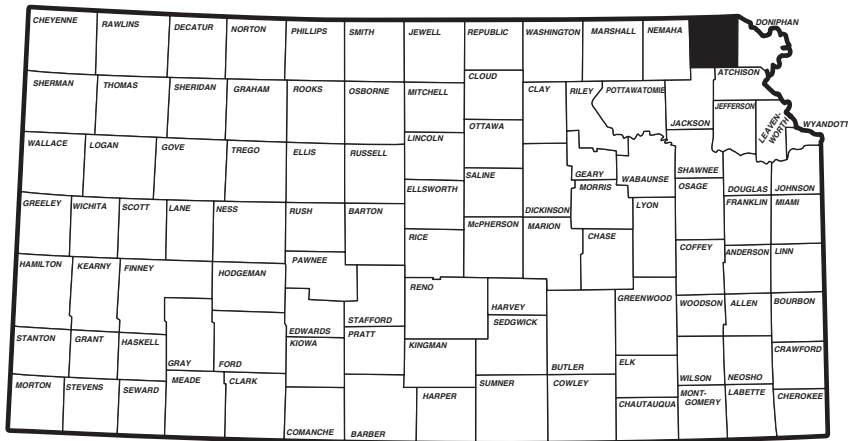 CHEYENNE
RAWLINS
DECATUR
NORTON
PHILLIPS
SMITH
JEWELL
REPUBLIC
WASHINGTON
MARSHALL
NEMAHA
DONIPHAN
SHERMAN
THOMAS
SHERIDAN
GRAHAM
ROOKS
OSBORNE
MITCHELL
CLOUD
CLAY
RILEY
POTTAWATOMIE
JACKSON
ATCHISON
JEFFERSON
LEAVEN-
WORTH
WYANDOTT
WALLACE
LOGAN
GOVE
TREGO
ELLIS
RUSSELL
LINCOLN
OTTAWA
SALINE
ELLSWORTH
DICKINSON
GEARY
MORRIS
WABAUNSE
SHAWNEE
OSAGE
DOUGLAS
JOHNSON
GREELEY
WICHITA
SCOTT
LANE
NESS
RUSH
BARTON
RICE
McPHERSON
MARION
CHASE
LYON
COFFEY
FRANKLIN
MIAMI
ANDERSON
LINN
HAMILTON
KEARNY
FINNEY
HODGEMAN
PAWNEE
STAFFORD
EDWARDS
RENO
HARVEY
SEDGWICK
BUTLER
GREENWOOD
WOODSON
ALLEN
BOURBON
STANTON
GRANT
HASKELL
GRAY
FORD
KIOWA
PRATT
KINGMAN
ELK
WILSON
NEOSHO
CRAWFORD
MORTON
STEVENS
SEWARD
MEADE
CLARK
COMANCHE
BARBER
HARPER
SUMNER
COWLEY
CHAUTAUQUA
MONT-
GOMERY
LABETTE
CHEROKEE